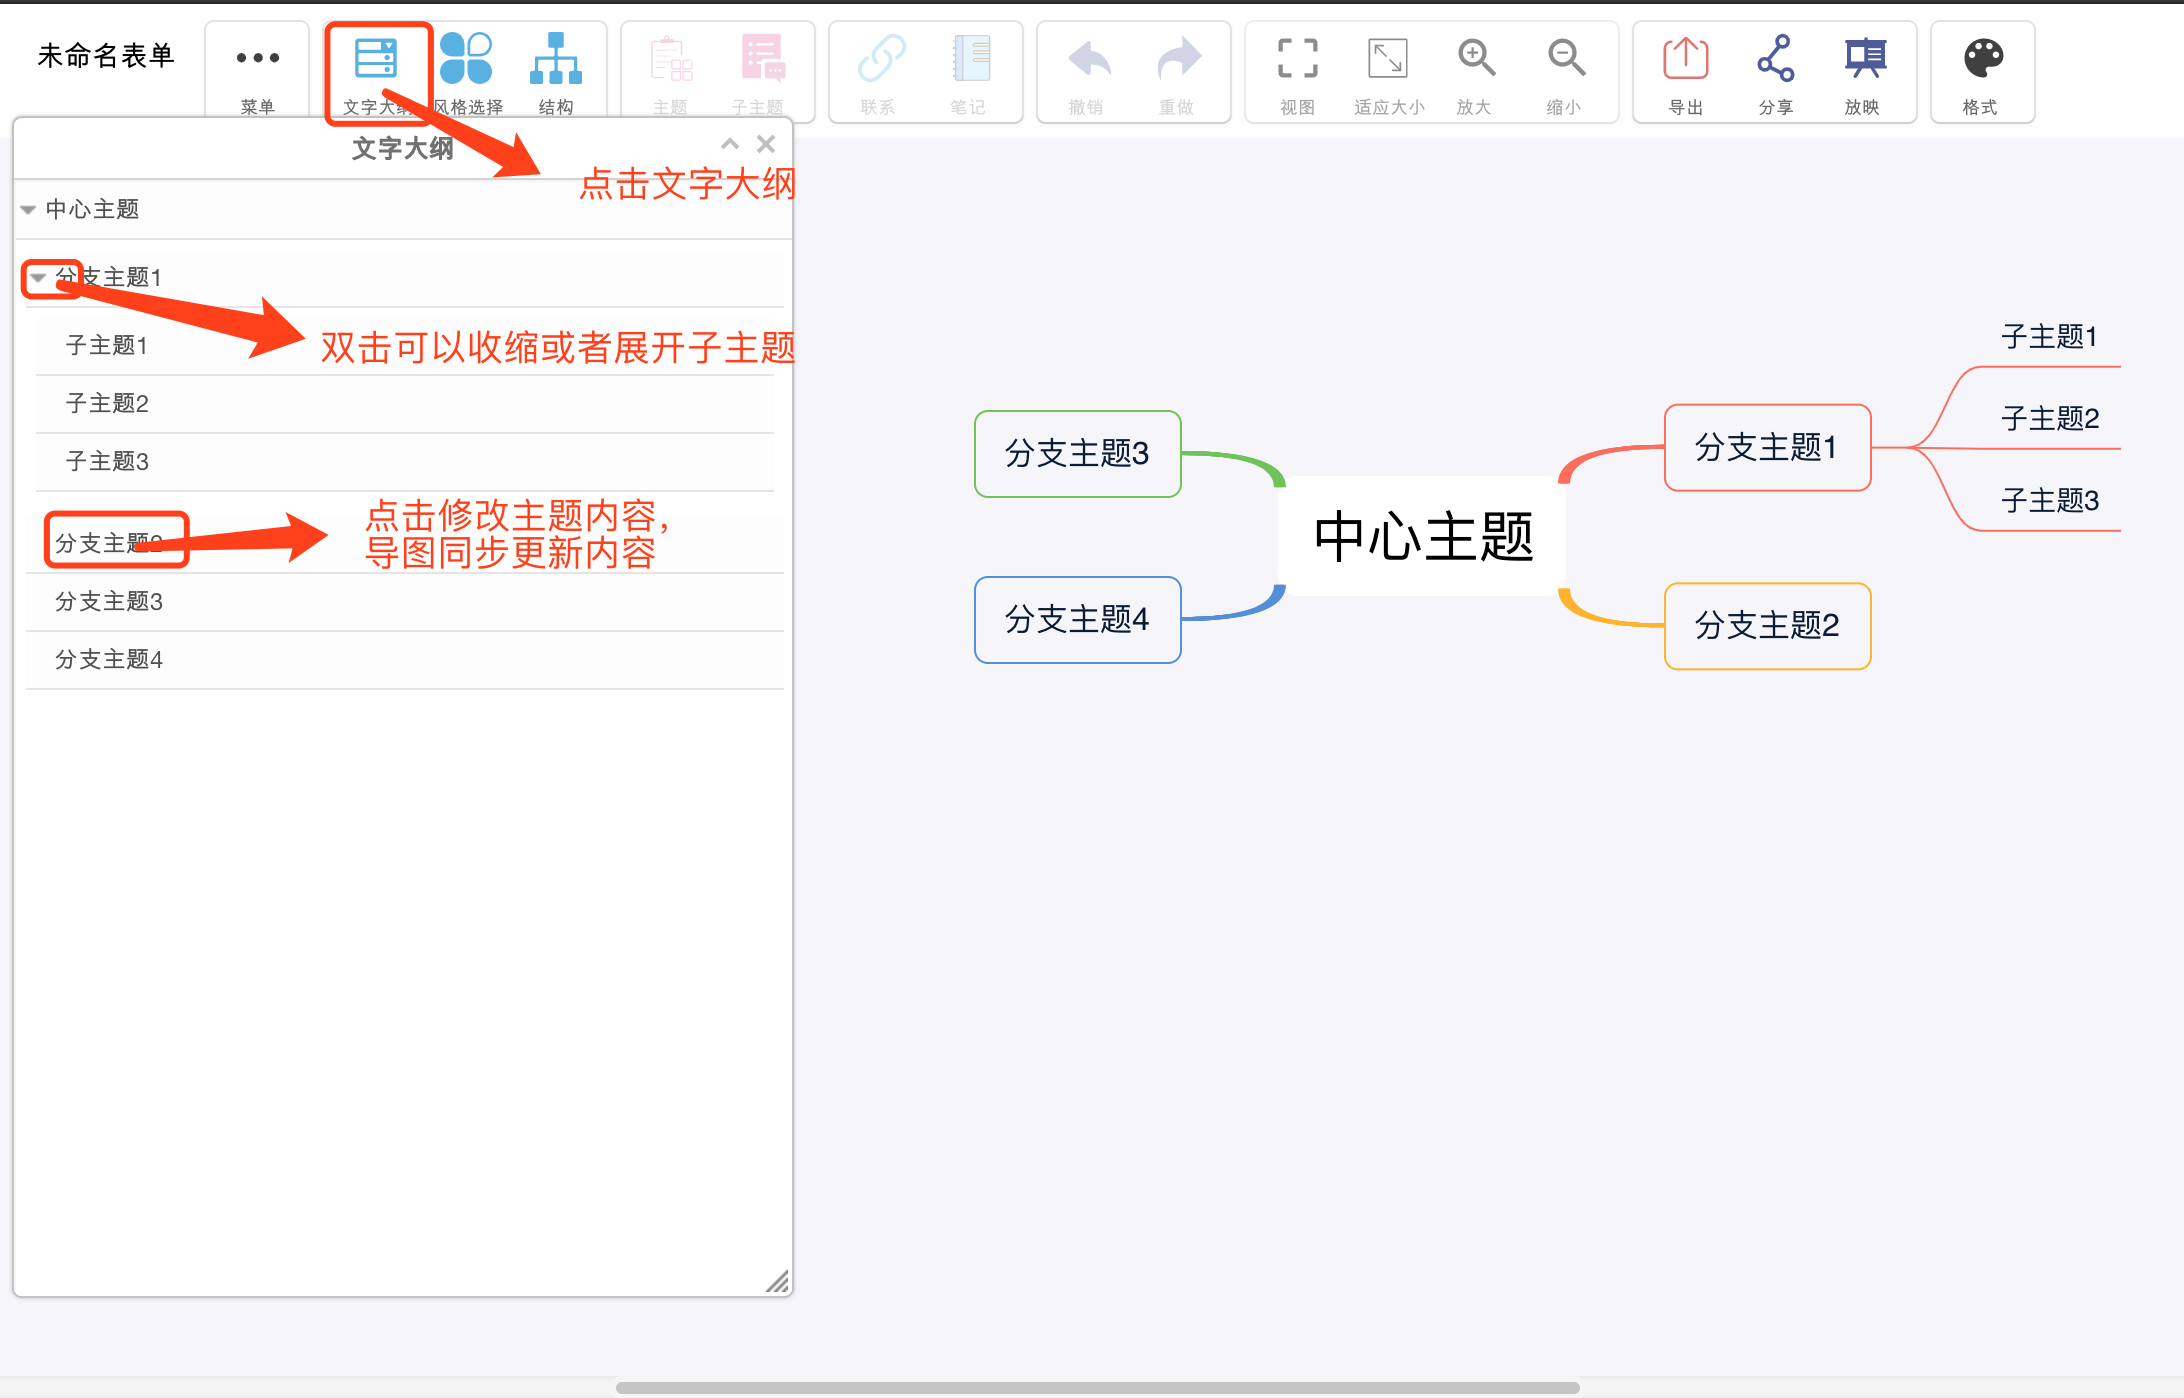 未命名表单
菜单
文字大纲
风格选择
结构
主题
子主题
联系
笔记
撤销
重做
视图
适应大小
放大
缩小
导出
分享
放映
格式
文字大纲
点击文字大纲
中心主题
分支主题1
子主题1
双击可以收缩或者展开子主题
子主题2
子主题3
分支主题2
点击修改主题内容，
导图同步更新内容
分支主题3
分支主题4
分支主题3
分支主题4
中心主题
分支主题1
分支主题2
子主题1
子主题2
子主题3